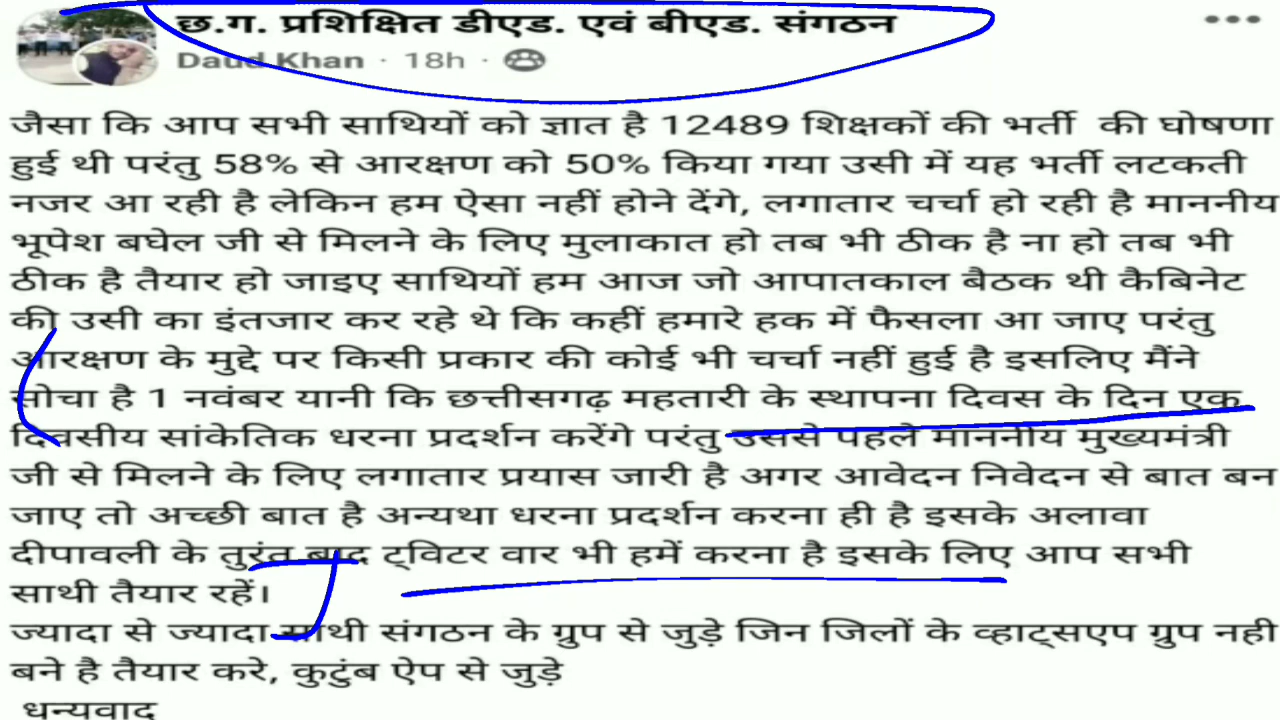 छ.ग. प्रशिक्षित डीएड. एवं बीएड. संगठन
Daud Khan · 18h ·
जैसा कि आप सभी साथियों को ज्ञात है 12489 शिक्षकों की भर्ती की घोषणा
हुई थी परंतु 58% से आरक्षण को 50% किया गया उसी में यह भर्ती लटकती
नजर आ रही है लेकिन हम ऐसा नहीं होने देंगे, लगातार चर्चा हो रही है माननीय
भूपेश बघेल जी से मिलने के लिए मुलाकात हो तब भी ठीक है ना हो तब भी
ठीक है तैयार हो जाइए साथियों हम आज जो आपातकाल बैठक थी कैबिनेट
की उसी का इंतजार कर रहे थे कि कहीं हमारे हक में फैसला आ जाए परंतु
आरक्षण के मुद्दे पर किसी प्रकार की कोई भी चर्चा नहीं हुई है इसलिए मैंने
सोचा है 1 नवंबर यानी कि छत्तीसगढ़ महतारी के स्थापना दिवस के दिन एक
दिवसीय सांकेतिक धरना प्रदर्शन करेंगे परंतु उससे पहले माननीय मुख्यमंत्री
जी से मिलने के लिए लगातार प्रयास जारी है अगर आवेदन निवेदन से बात बन
जाए तो अच्छी बात है अन्यथा धरना प्रदर्शन करना ही है इसके अलावा
दीपावली के तुरंत बाद ट्विटर वार भी हमें करना है इसके लिए आप सभी
साथी तैयार रहें।
ज्यादा से ज्यादा साथी संगठन के ग्रुप से जुड़े जिन जिलों के व्हाट्सएप ग्रुप नही
बने है तैयार करे, कुटुंब ऐप से जुड़े
धन्यवाद